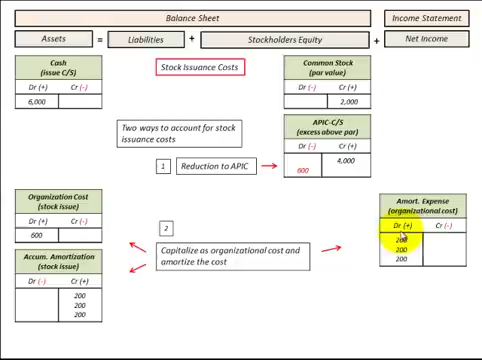 Balance Sheet
Income Statement
Assets = Liabilities + Stockholders Equity + Net Income
Cash
(issue C/S)
Dr (+) Cr (-)
6,000
Stock Issuance Costs
Common Stock
(par value)
Dr (-) Cr (+)
2,000
Two ways to account for stock
issuance costs
APIC-C/S
(excess above par)
Dr (-) Cr (+)
4,000
600
1 Reduction to APIC
Organization Cost
(stock issue)
Dr (+) Cr (-)
600
Accum. Amortization
(stock issue)
Dr (-) Cr (+)
200
200
200
2
Capitalize as organizational cost and
amortize the cost
Amort. Expense
(organizational cost)
Dr (+) Cr (-)
200
200
200